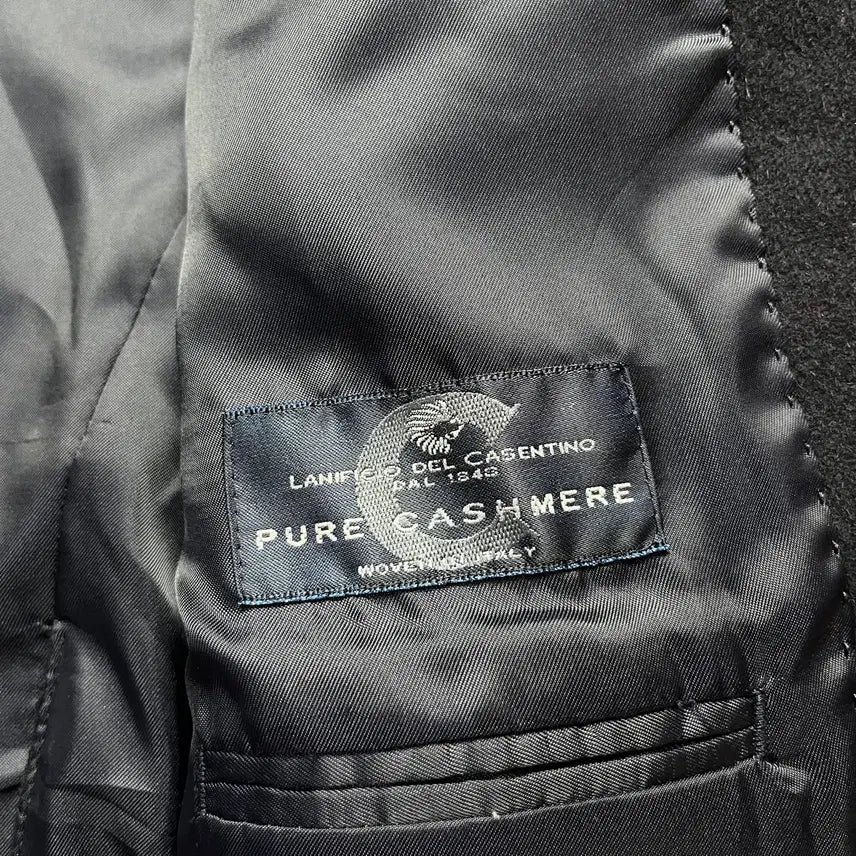 LANIFICIO DEL CASENTINO
DAL 1848
PURE CASHMERE
WOVEN IN ITALY